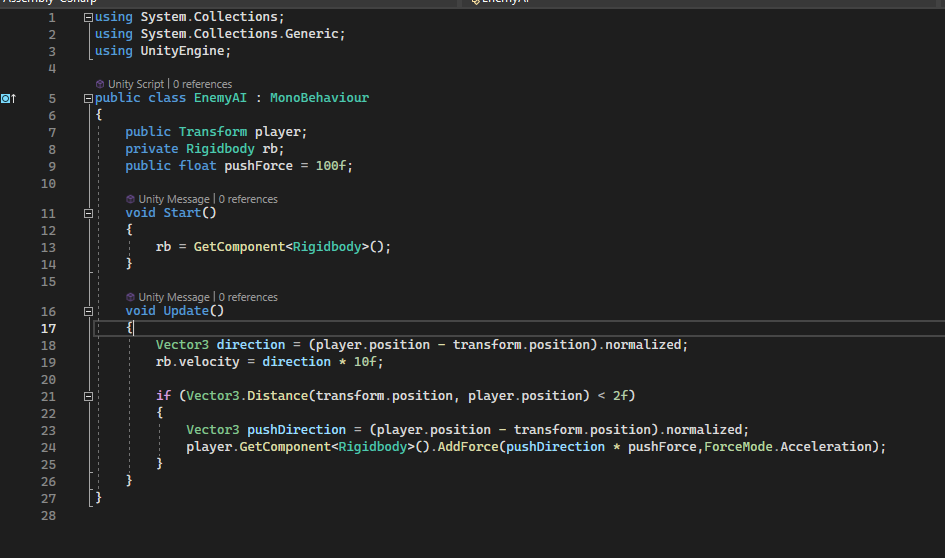 1 using System.Collections;
2 using System.Collections.Generic;
3 using UnityEngine;
4
Unity Script | 0 references
5 public class EnemyAI : MonoBehaviour
6 {
7 public Transform player;
8 private Rigidbody rb;
9 public float pushForce = 100f;
10
Unity Message | 0 references
11 void Start()
12 {
13 rb = GetComponent<Rigidbody>();
14 }
15
Unity Message | 0 references
16 void Update()
17 {
18 Vector3 direction = (player.position - transform.position).normalized;
19 rb.velocity = direction * 10f;
20
21 if (Vector3.Distance(transform.position, player.position) < 2f)
22 {
23 Vector3 pushDirection = (player.position - transform.position).normalized;
24 player.GetComponent<Rigidbody>().AddForce(pushDirection * pushForce,ForceMode.Acceleration);
25 }
26 }
27 }
28